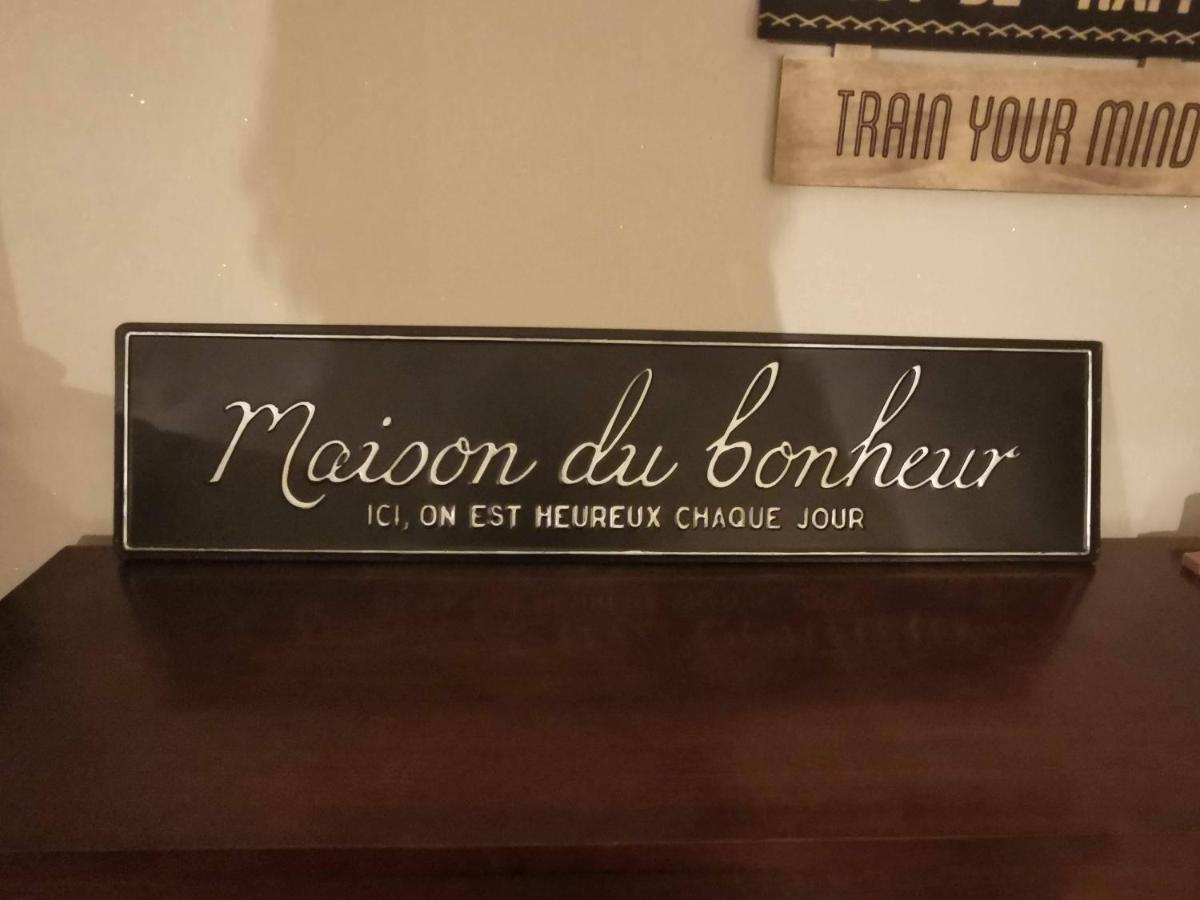 TRAIN YOUR MIND
Maison du bonheur
ICI, ON EST HEUREUX CHAQUE JOUR